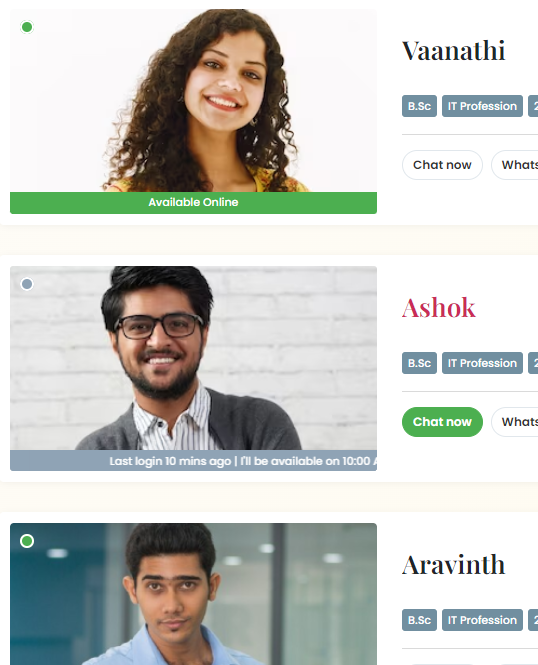 Vaanathi
B.Sc IT Profession 2
Chat now Whats
Available Online
Ashok
B.Sc IT Profession 2
Chat now Whats
Last login 10 mins ago | I'll be available on 10:00 A
Aravinth
B.Sc IT Profession 2